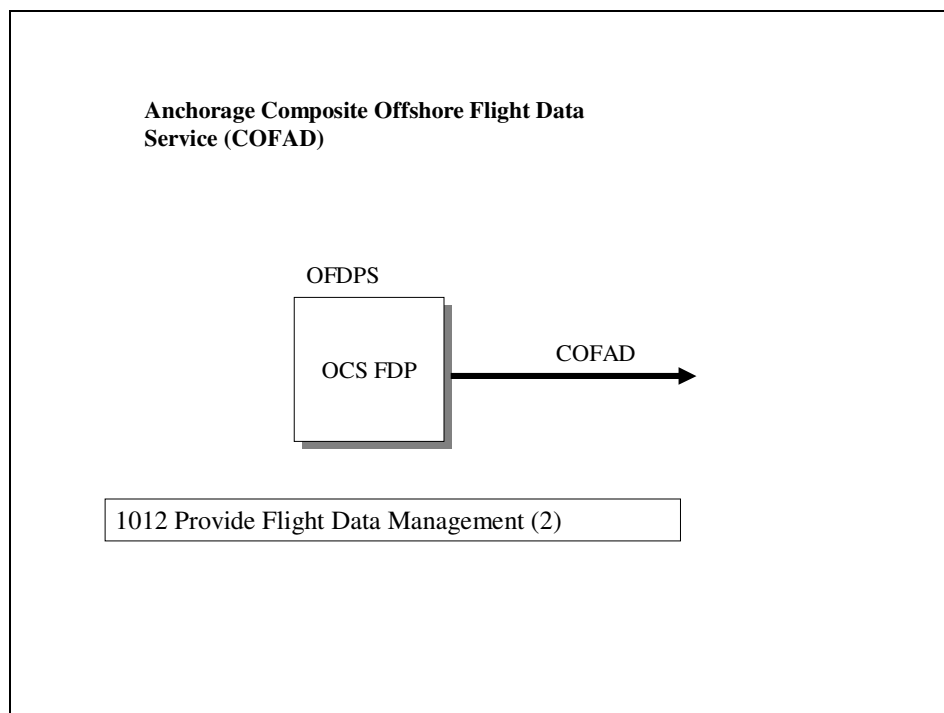 Anchorage Composite Offshore Flight Data
Service (COFAD)
OFDPS
OCS FDP
COFAD
1012 Provide Flight Data Management (2)